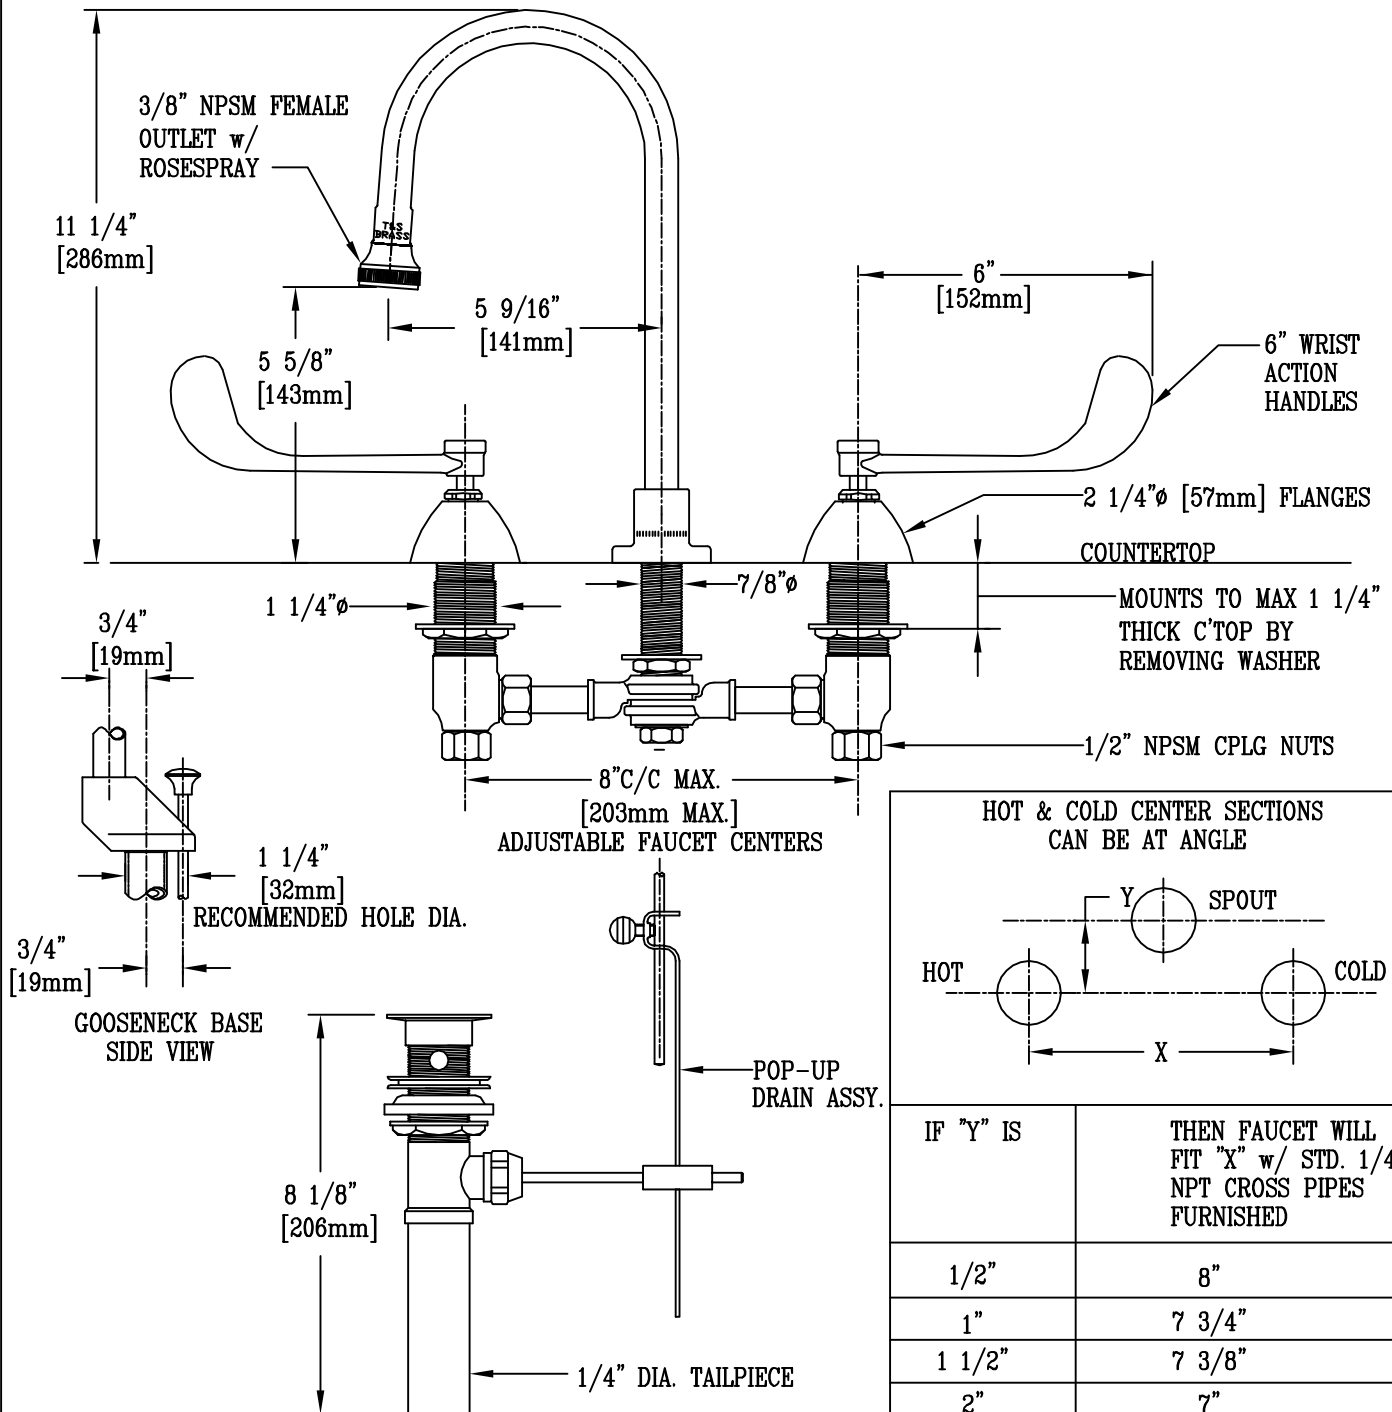 3/8" NPSM FEMALE
OUTLET w/
ROSESPRAY
11 1/4"
[286mm]
T&S
BRASS
6"
[152mm]
5 9/16"
[141mm]
5 5/8"
[143mm]
6" WRIST
ACTION
HANDLES
2 1/4"ø [57mm] FLANGES
COUNTERTOP
1 1/4"ø
7/8"ø
MOUNTS TO MAX 1 1/4"
THICK C'TOP BY
REMOVING WASHER
3/4"
[19mm]
1/2" NPSM CPLG NUTS
8"C/C MAX.
[203mm MAX.]
ADJUSTABLE FAUCET CENTERS
1 1/4"
[32mm]
RECOMMENDED HOLE DIA.
3/4"
[19mm]
GOOSENECK BASE
SIDE VIEW
HOT & COLD CENTER SECTIONS
CAN BE AT ANGLE
Y
SPOUT
HOT
COLD
X
POP-UP
DRAIN ASSY.
8 1/8"
[206mm]
1/4" DIA. TAILPIECE
IF "Y" IS
THEN FAUCET WILL
FIT "X" w/ STD. 1/4
NPT CROSS PIPES
FURNISHED
1/2" 8"
1" 7 3/4"
1 1/2" 7 3/8"
2" 7"